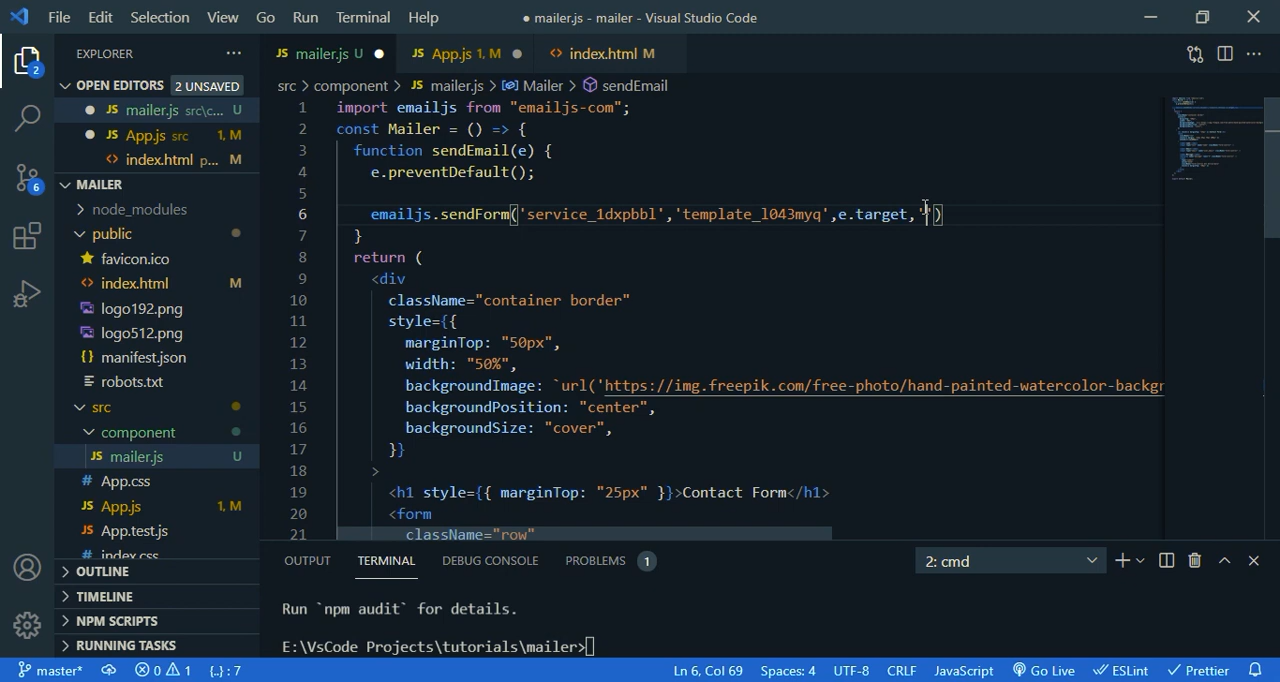 File Edit Selection View Go Run Terminal Help ● mailer.js - mailer - Visual Studio Code
EXPLORER ...
OPEN EDITORS 2 UNSAVED
● JS mailer.js src\c... U
● JS App.js src 1, M
<> index.html p... M
MAILER
node_modules
public
favicon.ico
<> index.html M
logo192.png
logo512.png
{} manifest.json
robots.txt
src
component
JS mailer.js U
# App.css
JS App.js 1, M
JS App.test.js
# index.css
OUTLINE
TIMELINE
NPM SCRIPTS
RUNNING TASKS
2
6
JS mailer.js U ● JS App.js 1, M ● <> index.html M
src > component > JS mailer.js > Mailer > sendEmail
1 import emailjs from "emailjs-com";
2 const Mailer = () => {
3 function sendEmail(e) {
4 e.preventDefault();
5
6 emailjs.sendForm('service_1dxpbbl','template_l043myq',e.target,'')
7 }
8 return (
9 <div
10 className="container border"
11 style={{
12 marginTop: "50px",
13 width: "50%",
14 backgroundImage: `url('https://img.freepik.com/free-photo/hand-painted-watercolor-backgr
15 backgroundPosition: "center",
16 backgroundSize: "cover",
17 }}
18 >
19 <h1 style={{ marginTop: "25px" }}>Contact Form</h1>
20 <form
21 className="row"
OUTPUT TERMINAL DEBUG CONSOLE PROBLEMS 1 2: cmd
Run `npm audit` for details.
E:\VsCode Projects\tutorials\mailer>
master* 0 1 {..} : 7 Ln 6, Col 69 Spaces: 4 UTF-8 CRLF JavaScript Go Live ESLint Prettier